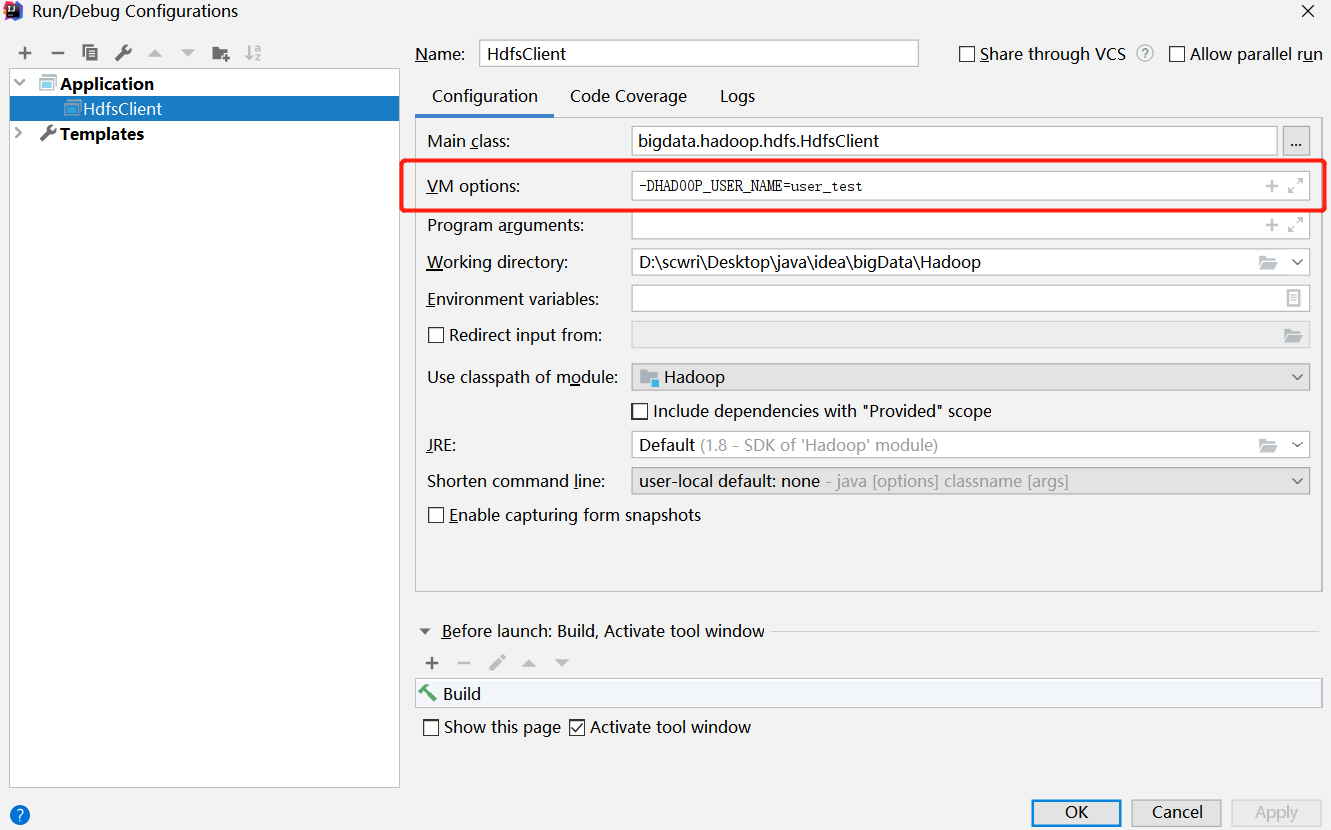 Run/Debug Configurations
Name: HdfsClient Share through VCS ? Allow parallel run
Application
HdfsClient
Templates
Configuration Code Coverage Logs
Main class: bigdata.hadoop.hdfs.HdfsClient ...
VM options: -DHADOOP_USER_NAME=user_test
Program arguments:
Working directory: D:\scwri\Desktop\java\idea\bigData\Hadoop
Environment variables:
Redirect input from:
Use classpath of module: Hadoop
Include dependencies with "Provided" scope
JRE: Default (1.8 - SDK of 'Hadoop' module)
Shorten command line: user-local default: none - java [options] classname [args]
Enable capturing form snapshots
Before launch: Build, Activate tool window
Build
Show this page Activate tool window
? OK Cancel Apply